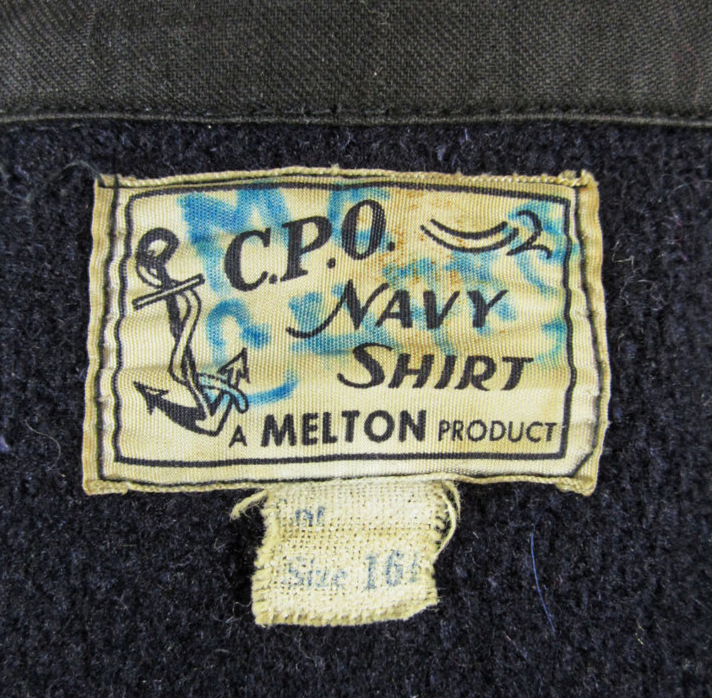 C.P.O.
NAVY
SHIRT
A MELTON PRODUCT
Size 16